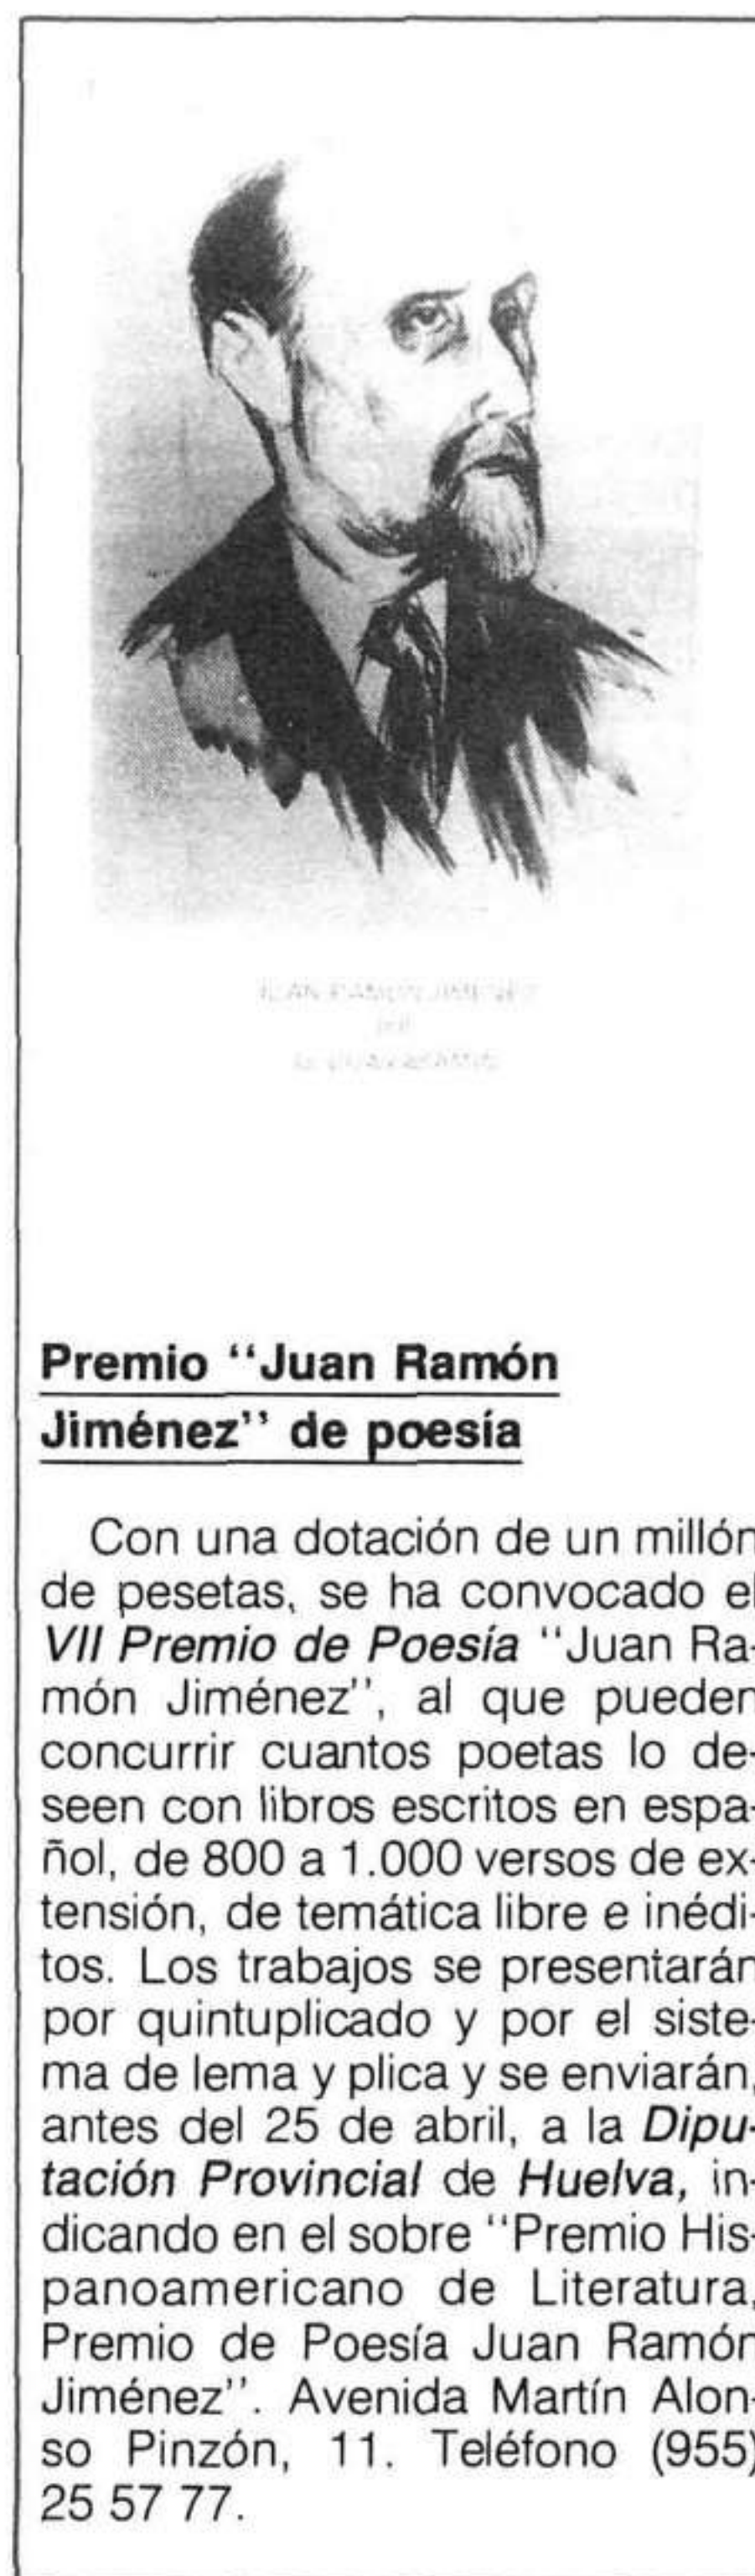 Premio “Juan Ramón
Jiménez” de poesía
Con una dotación de un millón
de pesetas, se ha convocado el
VII Premio de Poesía “Juan Ra-
món Jiménez”, al que pueden
concurrir cuantos poetas lo de-
seen con libros escritos en espa-
ñol, de 800 a 1.000 versos de ex-
tensión, de temática libre e inédi-
tos. Los trabajos se presentarán
por quintuplicado y por el siste-
ma de lema y plica y se enviarán,
antes del 25 de abril, a la Dipu-
tación Provincial de Huelva, in-
dicando en el sobre “Premio His-
panoamericano de Literatura,
Premio de Poesía Juan Ramón
Jiménez”. Avenida Martín Alon-
so Pinzón, 11. Teléfono (955)
25 57 77.